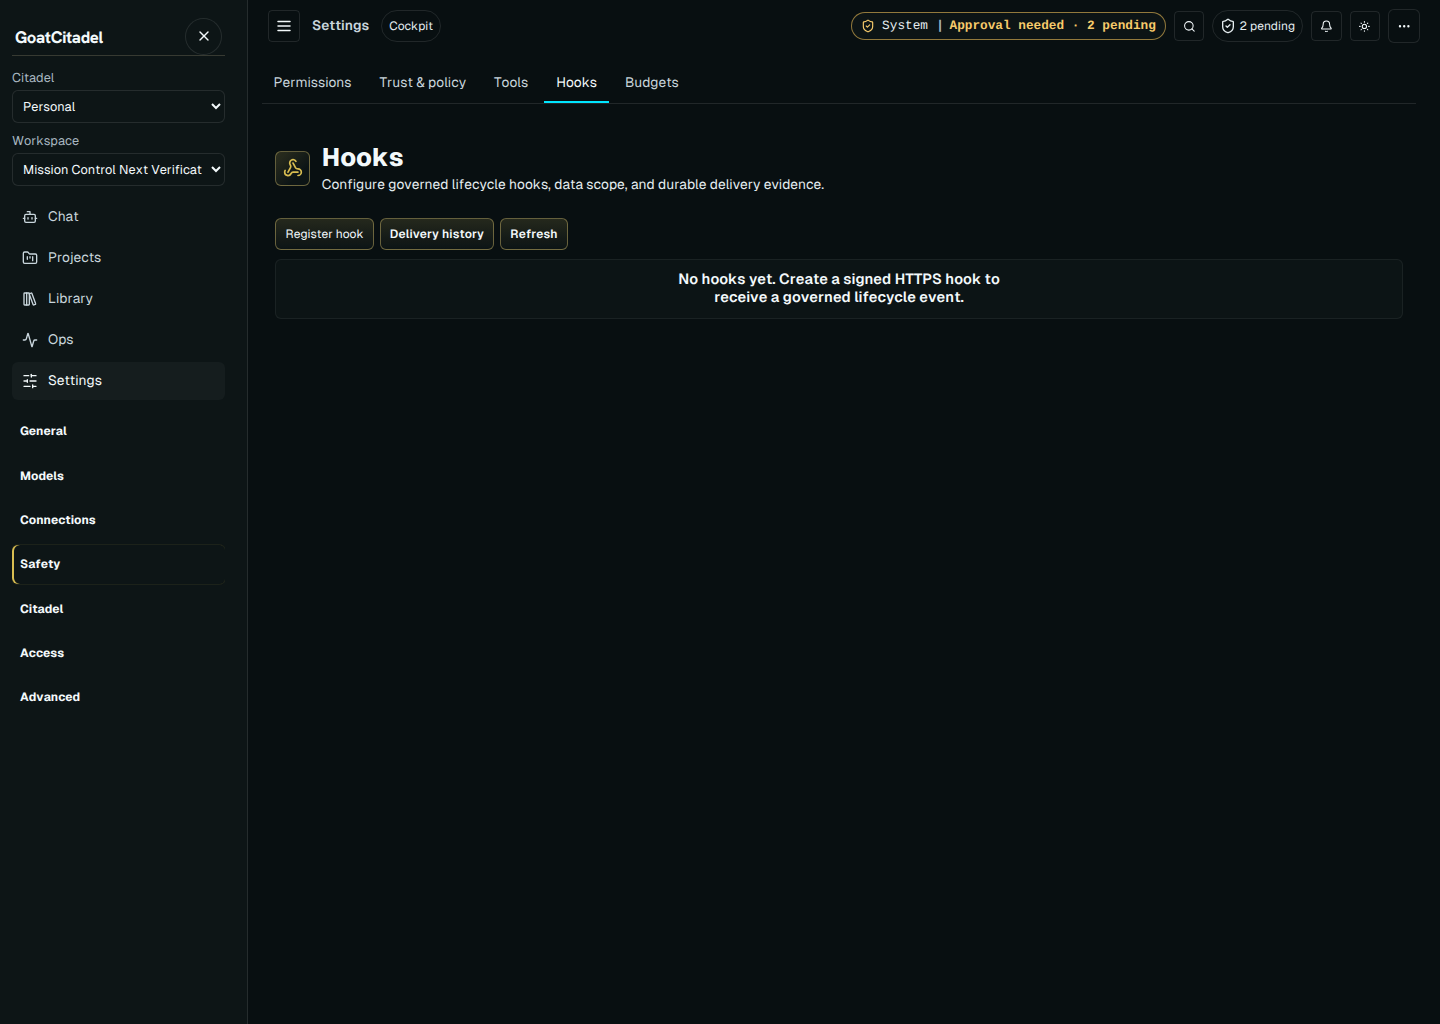 GoatCitadel
Citadel
Personal
Workspace
Mission Control Next Verificat
Chat
Projects
Library
Ops
Settings
General
Models
Connections
Safety
Citadel
Access
Advanced
Settings
Cockpit
System | Approval needed · 2 pending
2 pending
Permissions
Trust & policy
Tools
Hooks
Budgets
Hooks
Configure governed lifecycle hooks, data scope, and durable delivery evidence.
Register hook
Delivery history
Refresh
No hooks yet. Create a signed HTTPS hook to
receive a governed lifecycle event.